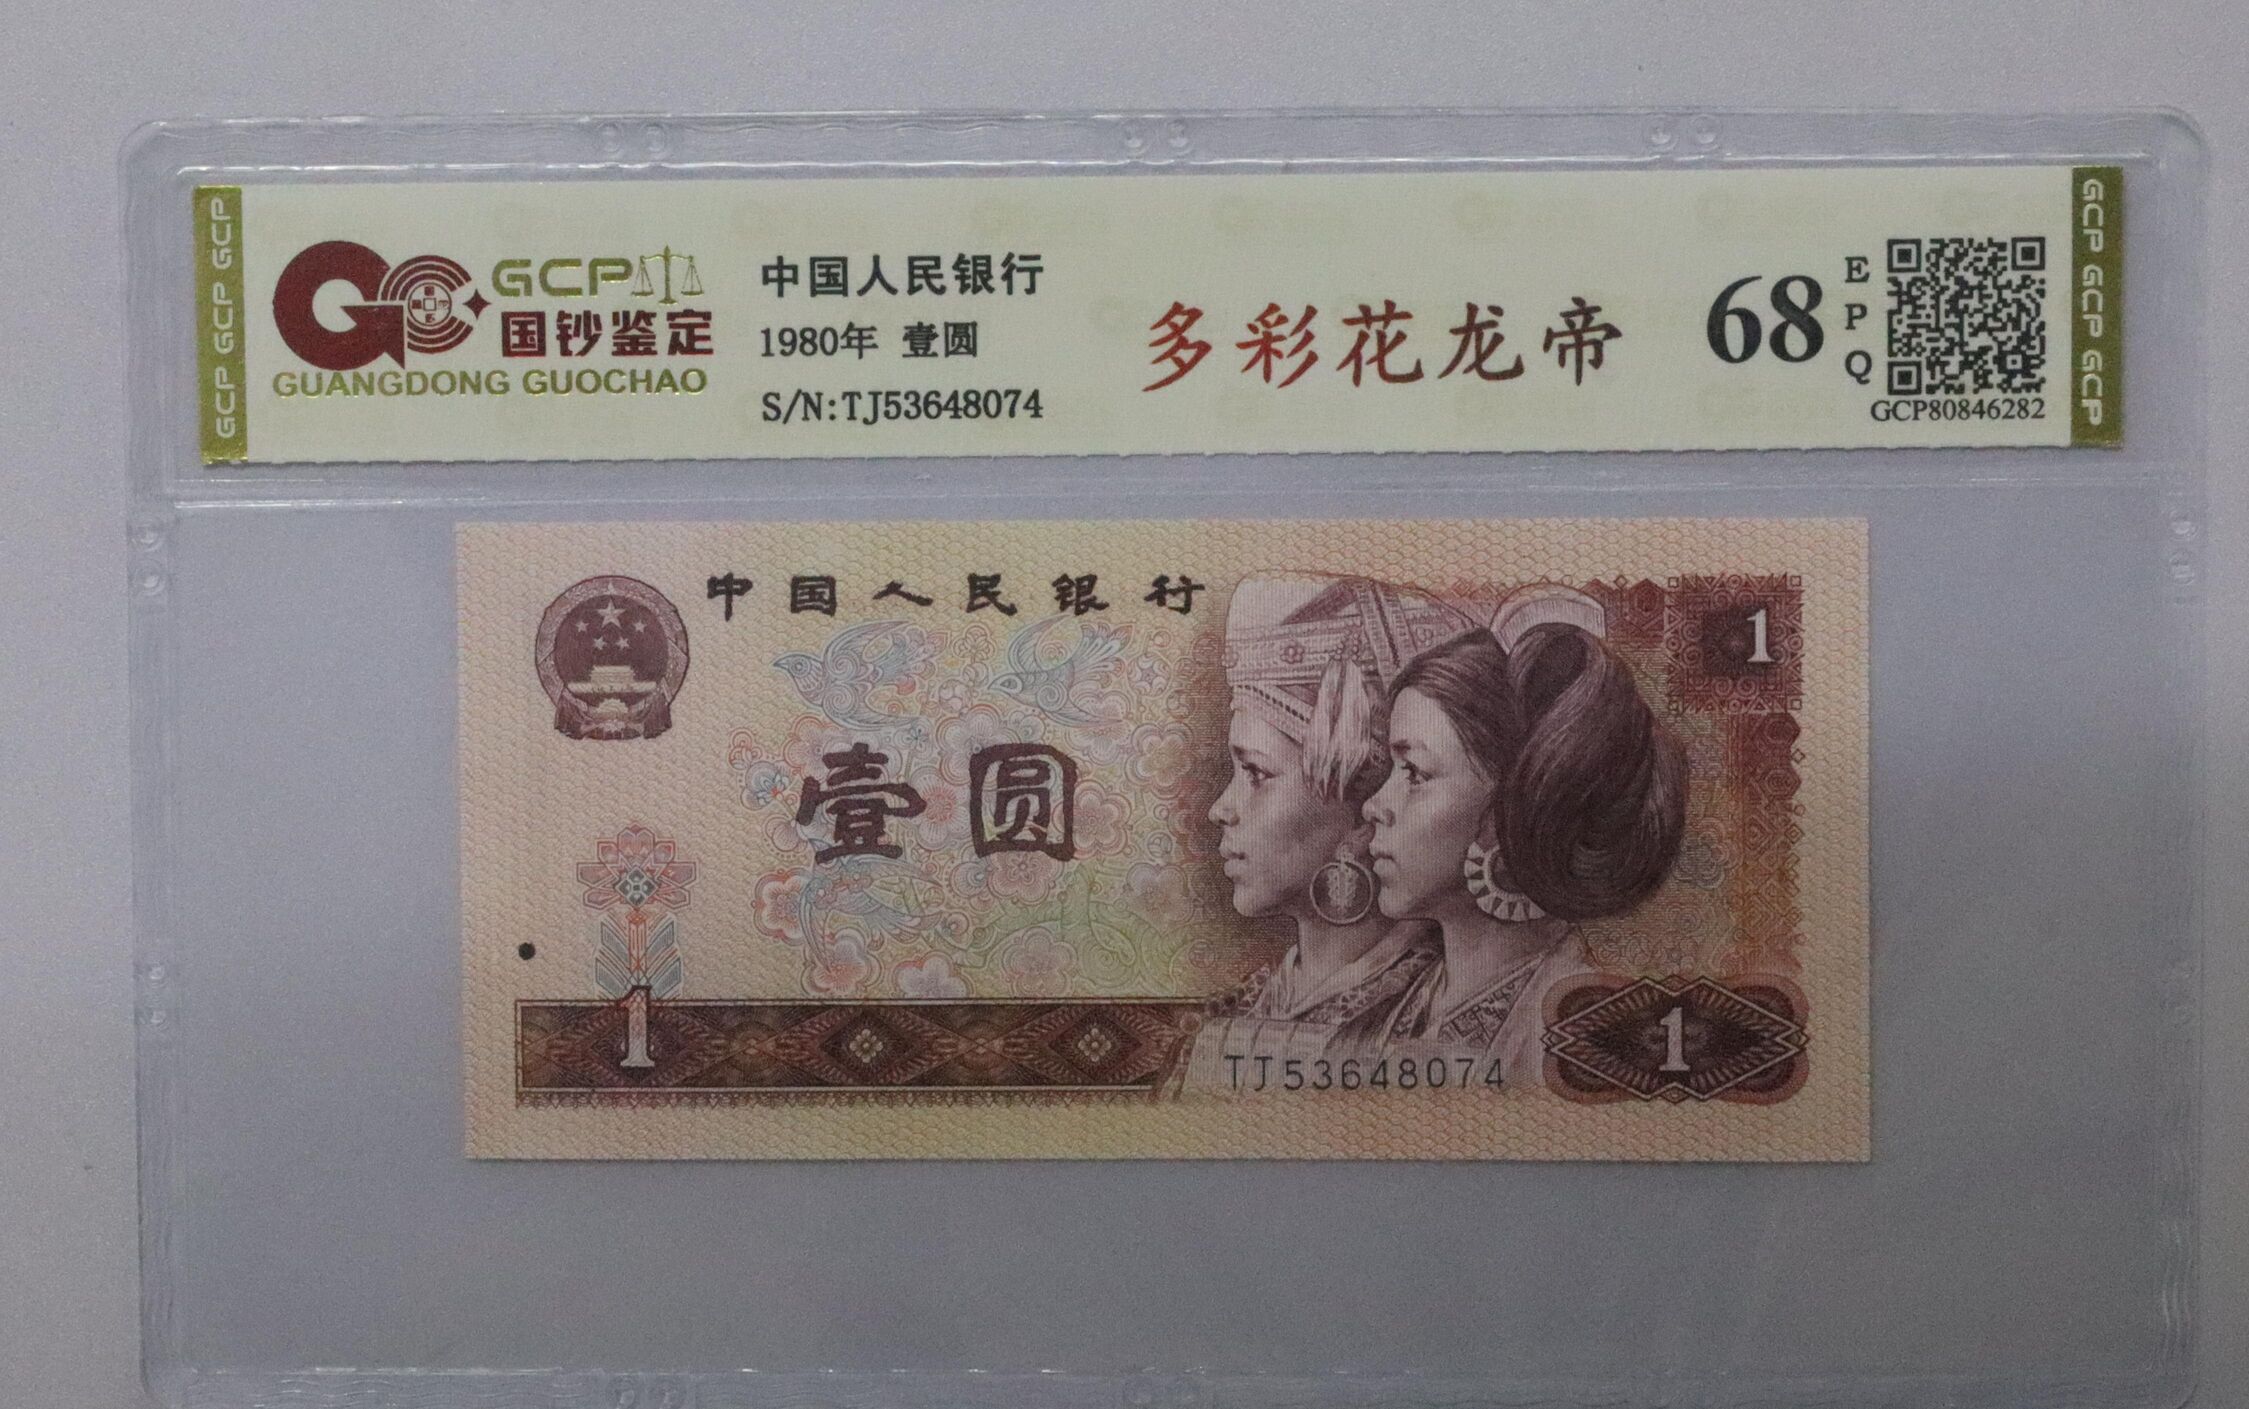 GCP GCP GCP
GCP
国钞鉴定
GUANGDONG GUOCHAO
中国人民银行
1980年 壹圆
S/N:TJ53648074
多彩花龙帝
68
E
P
Q
GCP80846282
GCP GCP GCP
中国人民银行
1
壹圆
1
1
TJ53648074